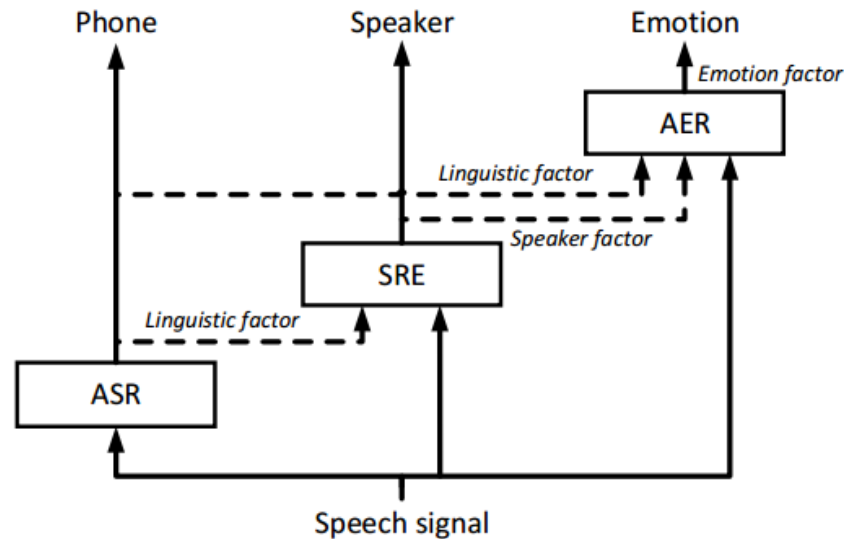 Phone
Speaker
Emotion
Emotion factor
AER
Linguistic factor
Speaker factor
SRE
Linguistic factor
ASR
Speech signal